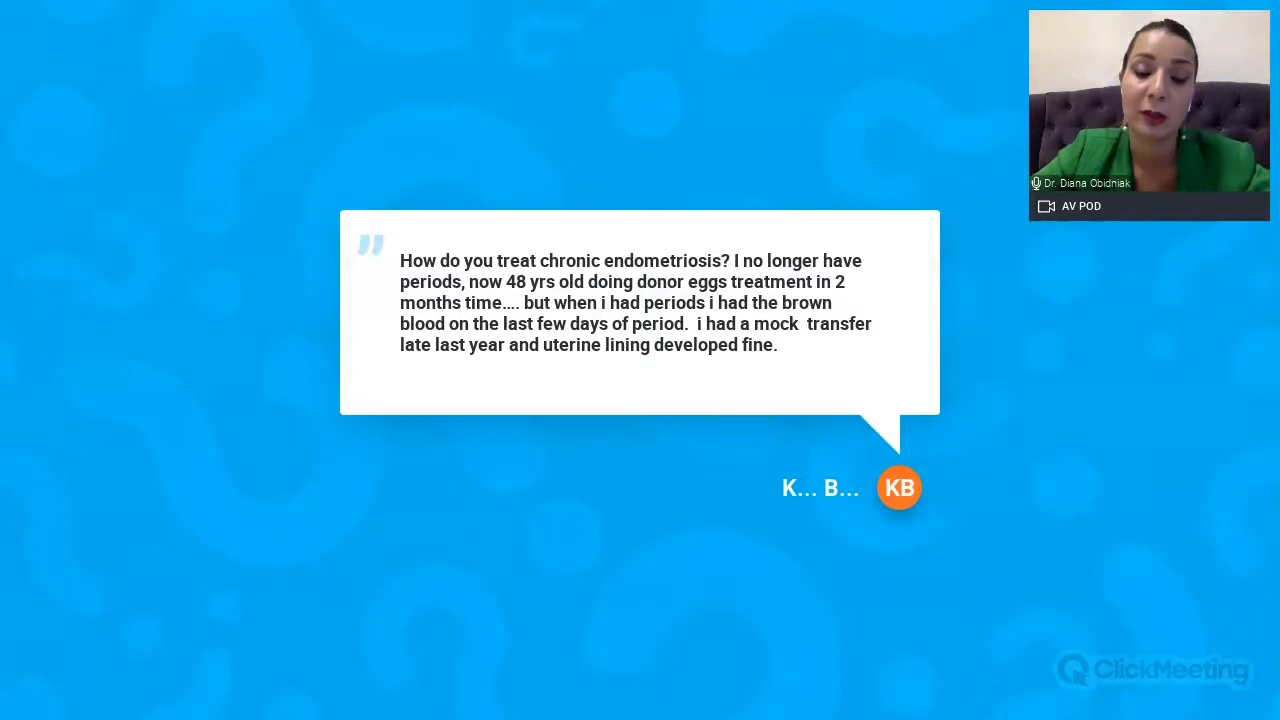 Dr. Diana Obidniak
AV POD
How do you treat chronic endometriosis? I no longer have
periods, now 48 yrs old doing donor eggs treatment in 2
months time.... but when i had periods i had the brown
blood on the last few days of period.  i had a mock  transfer
late last year and uterine lining developed fine.
K... B...
KB
ClickMeeting